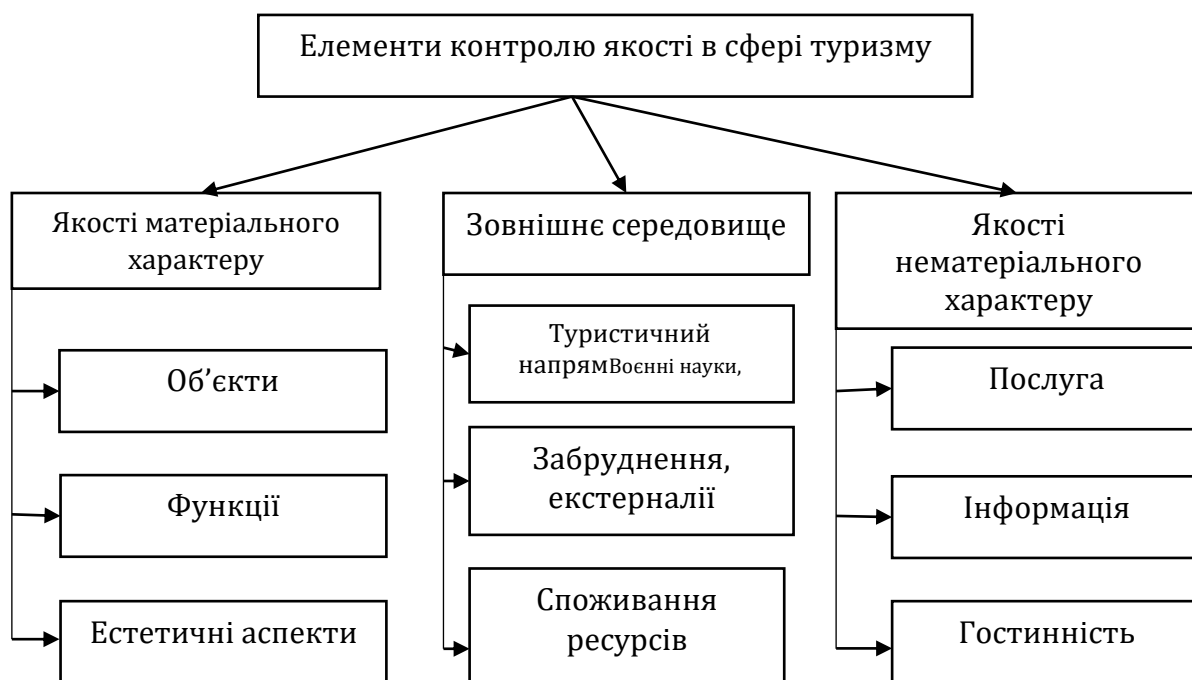 Елементи контролю якості в сфері туризму
Якості матеріального
характеру
Об’єкти
Функції
Естетичні аспекти
Зовнішнє середовище
Туристичний
напрямВоєнні науки,
Забруднення,
екстерналії
Споживання
ресурсів
Якості
нематеріального
характеру
Послуга
Інформація
Гостинність